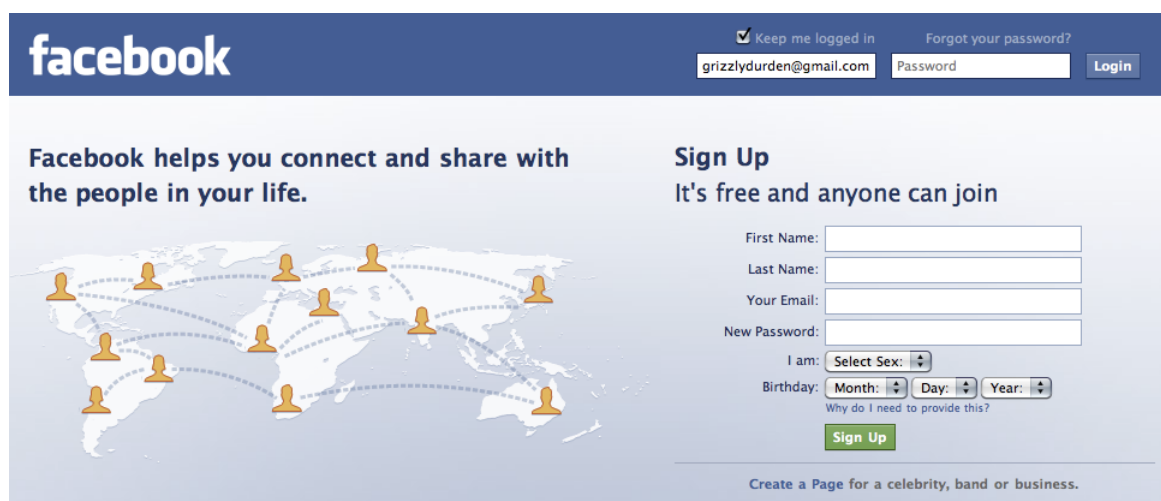 facebook
Keep me logged in
Forgot your password?
grizzlydurden@gmail.com
Password
Login
Facebook helps you connect and share with
the people in your life.
Sign Up
It's free and anyone can join
First Name:
Last Name:
Your Email:
New Password:
I am: Select Sex:
Birthday: Month: Day: Year:
Why do I need to provide this?
Sign Up
Create a Page for a celebrity, band or business.